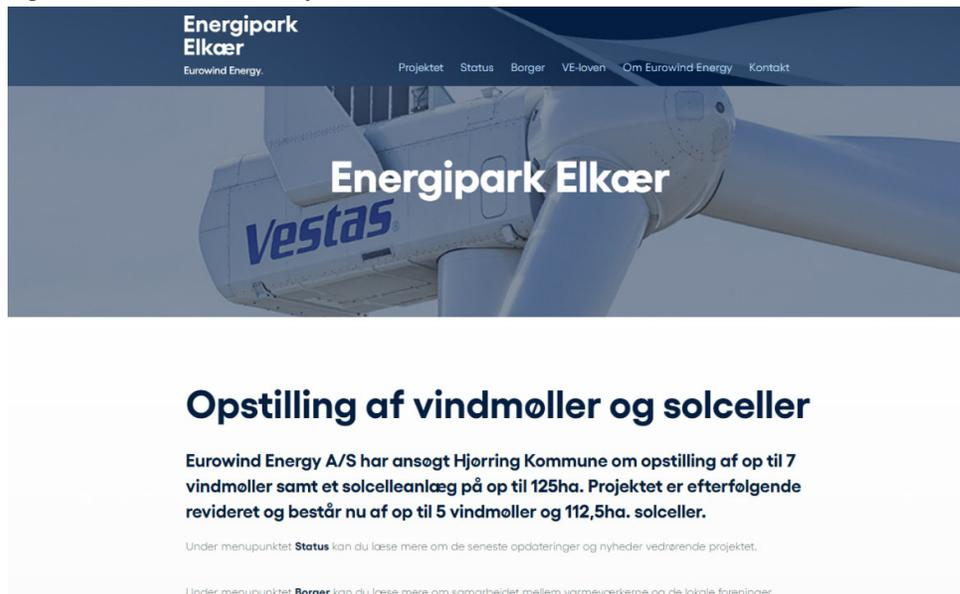 Energipark
Elkær
Eurowind Energy.
Projektet Status Borger VE-loven Om Eurowind Energy Kontakt
Energipark Elkær
Vestas
Opstilling af vindmøller og solceller
Eurowind Energy A/S har ansøgt Hjørring Kommune om opstilling af op til 7
vindmøller samt et solcelleanlæg på op til 125ha. Projektet er efterfølgende
revideret og består nu af op til 5 vindmøller og 112,5ha. solceller.
Under menupunktet Status kan du læse mere om de seneste opdateringer og nyheder vedrørende projektet.
Under menupunktet Borger kan du læse mere om samarbejdet mellem varmeværkerne og de lokale foreninger